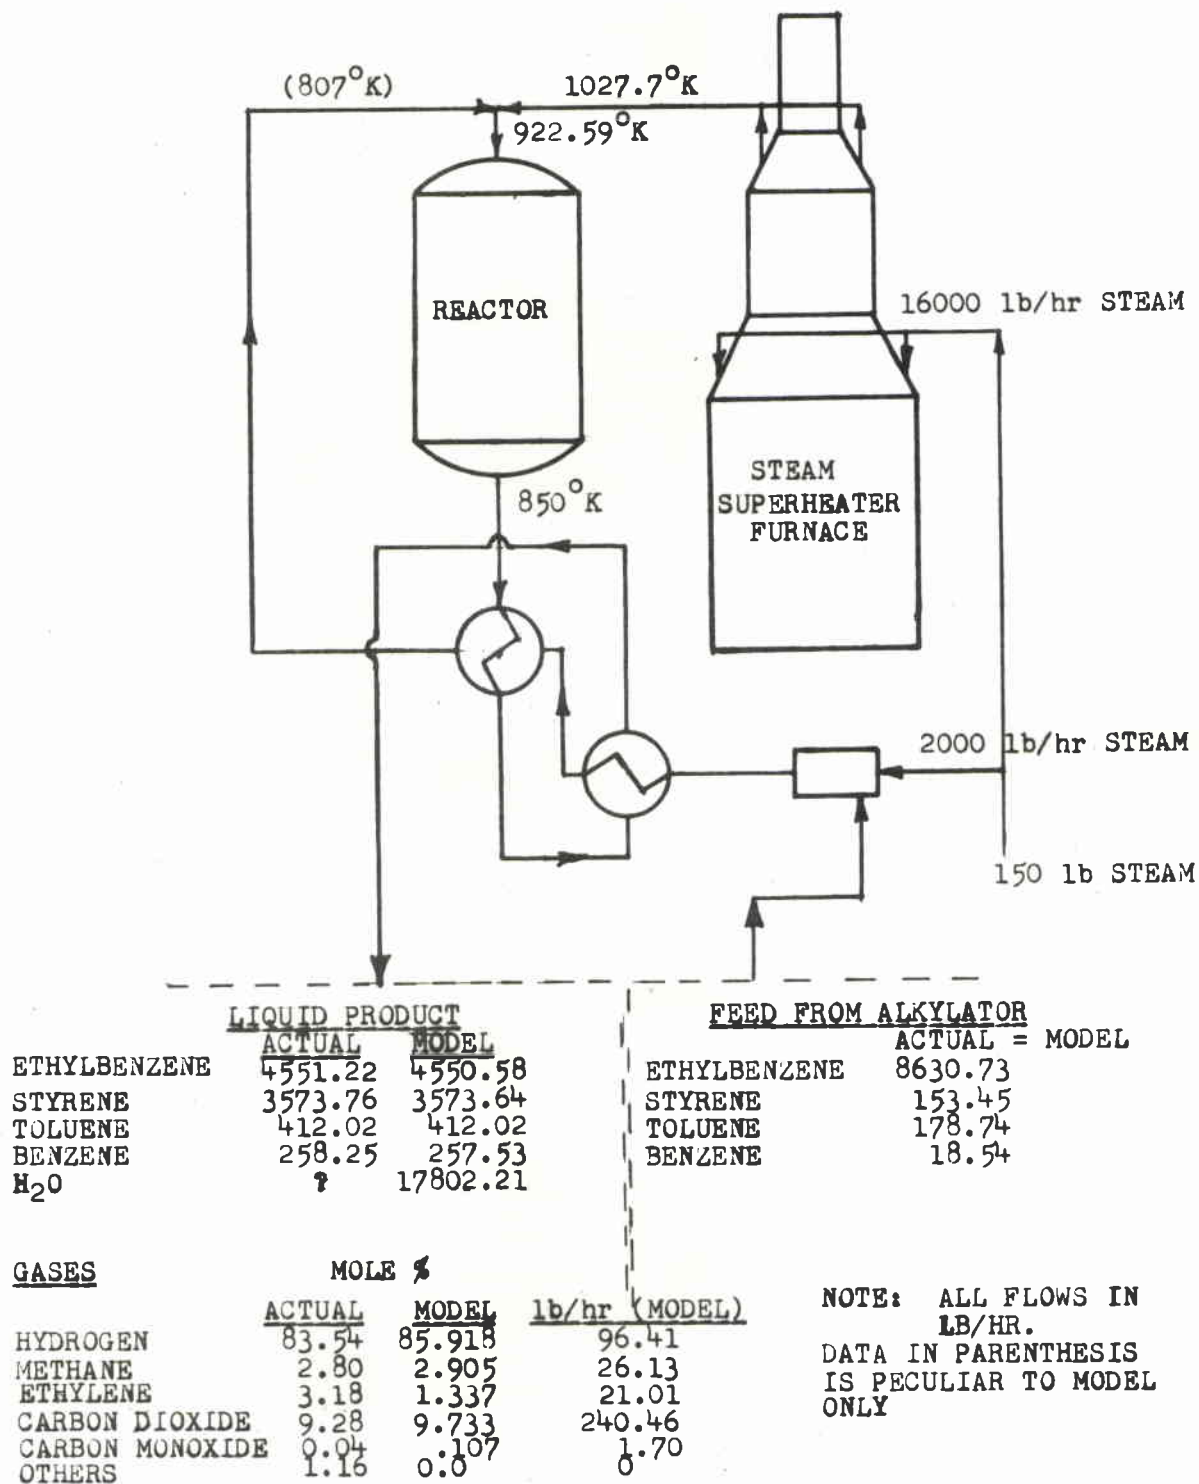 (807°K)
1027.7°K
922.59°K
REACTOR
16000 lb/hr STEAM
850°K
STEAM
SUPERHEATER
FURNACE
2000 lb/hr STEAM
150 lb STEAM
LIQUID PRODUCT
ACTUAL MODEL
ETHYLBENZENE 4551.22 4550.58
STYRENE 3573.76 3573.64
TOLUENE 412.02 412.02
BENZENE 258.25 257.53
H2O ? 17802.21
FEED FROM ALKYLATOR
ACTUAL = MODEL
ETHYLBENZENE 8630.73
STYRENE 153.45
TOLUENE 178.74
BENZENE 18.54
GASES MOLE %
ACTUAL MODEL lb/hr (MODEL)
HYDROGEN 83.54 85.918 96.41
METHANE 2.80 2.905 26.13
ETHYLENE 3.18 1.337 21.01
CARBON DIOXIDE 9.28 9.733 240.46
CARBON MONOXIDE 0.04 .107 1.70
OTHERS 1.16 0.0 0
NOTE: ALL FLOWS IN
LB/HR.
DATA IN PARENTHESIS
IS PECULIAR TO MODEL
ONLY